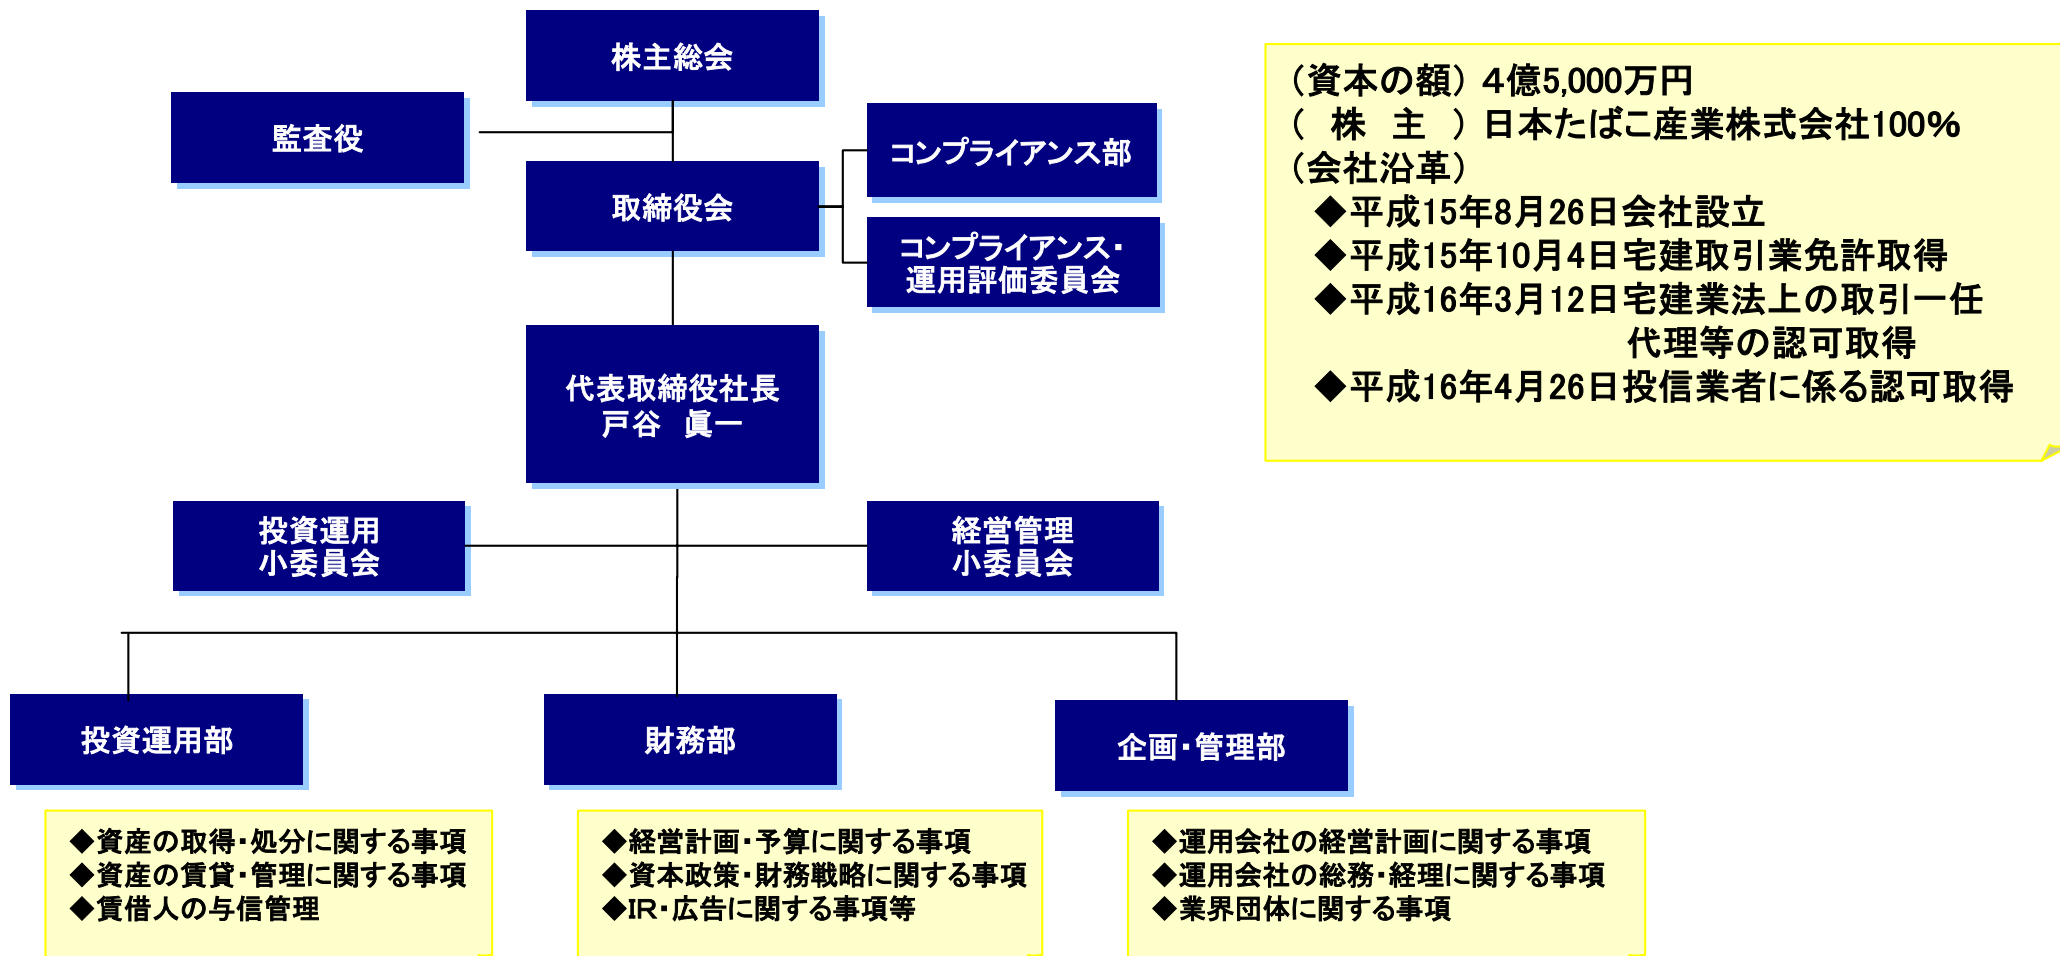 株主総会
監査役
取締役会
コンプライアンス部
コンプライアンス・
運用評価委員会
代表取締役社長
戸谷　眞一
投資運用
小委員会
経営管理
小委員会
投資運用部
財務部
企画・管理部
◆資産の取得・処分に関する事項
◆資産の賃貸・管理に関する事項
◆賃借人の与信管理
◆経営計画・予算に関する事項
◆資本政策・財務戦略に関する事項
◆IR・広告に関する事項等
◆運用会社の経営計画に関する事項
◆運用会社の総務・経理に関する事項
◆業界団体に関する事項
（資本の額）４億5,000万円
（　株　主　）日本たばこ産業株式会社100％
（会社沿革）
◆平成15年8月26日会社設立
◆平成15年10月4日宅建取引業免許取得
◆平成16年3月12日宅建業法上の取引一任
代理等の認可取得
◆平成16年4月26日投信業者に係る認可取得